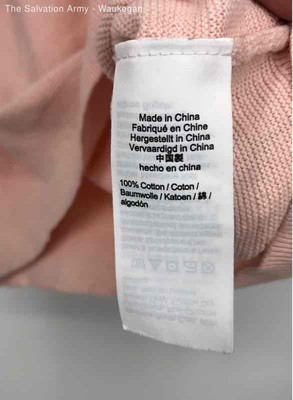 The Salvation Army - Waukegan
Made in China
Fabriqué en Chine
Hergestellt in China
Vervaardigd in China
中国製
hecho en china
100% Cotton / Coton /
Baumwolle / Katoen / 綿 /
algodón